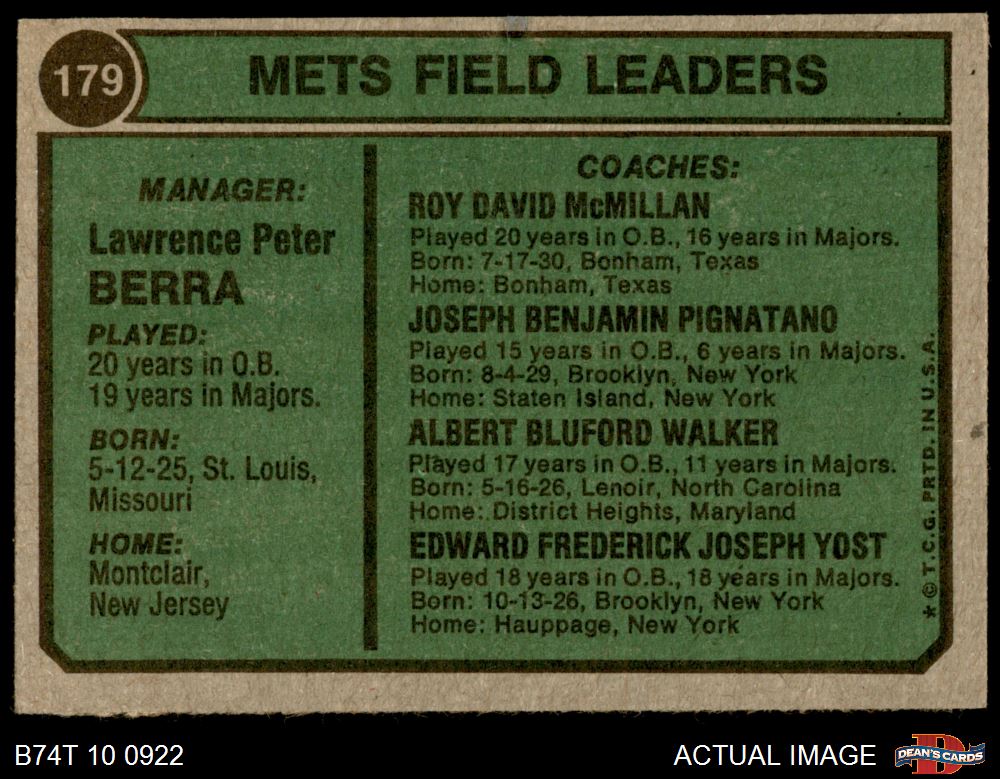 179
METS FIELD LEADERS
MANAGER:
Lawrence Peter
BERRA
PLAYED:
20 years in O.B.
19 years in Majors.
BORN:
5-12-25, St. Louis,
Missouri
HOME:
Montclair,
New Jersey
COACHES:
ROY DAVID McMILLAN
Played 20 years in O.B., 16 years in Majors.
Born: 7-17-30, Bonham, Texas
Home: Bonham, Texas
JOSEPH BENJAMIN PIGNATANO
Played 15 years in O.B., 6 years in Majors.
Born: 8-4-29, Brooklyn, New York
Home: Staten Island, New York
ALBERT BLUFORD WALKER
Played 17 years in O.B., 11 years in Majors.
Born: 5-16-26, Lenoir, North Carolina
Home: District Heights, Maryland
EDWARD FREDERICK JOSEPH YOST
Played 18 years in O.B., 18 years in Majors.
Born: 10-13-26, Brooklyn, New York
Home: Hauppage, New York
* © T.C.G. PRTD. IN U.S.A.
B74T 10 0922
ACTUAL IMAGE
DEAN'S CARDS